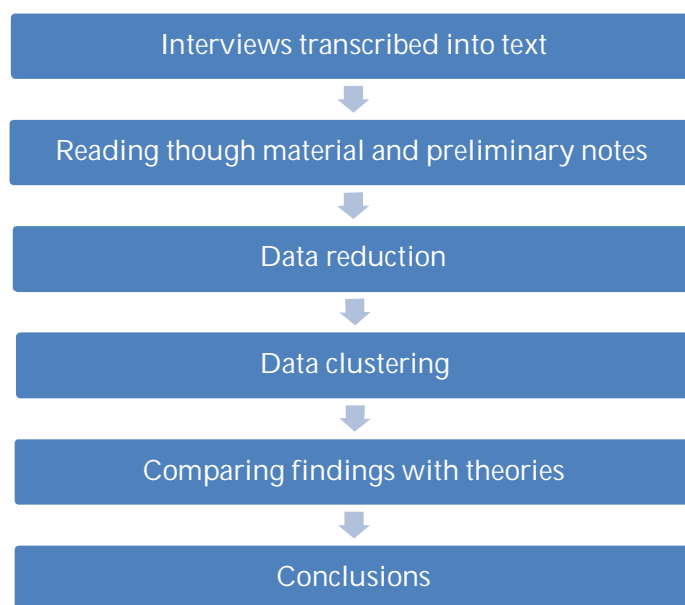 Interviews transcribed into text
Reading though material and preliminary notes
Data reduction
Data clustering
Comparing findings with theories
Conclusions